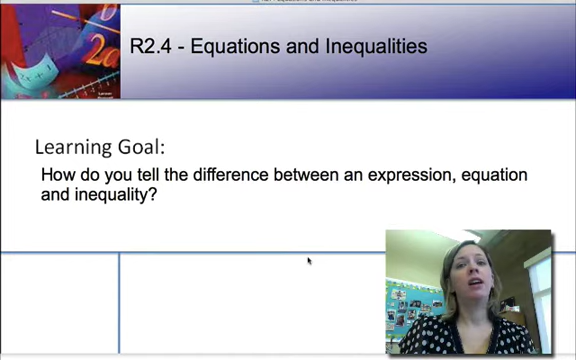 R2.4 - Equations and Inequalities
Learning Goal:
How do you tell the difference between an expression, equation
and inequality?
2a